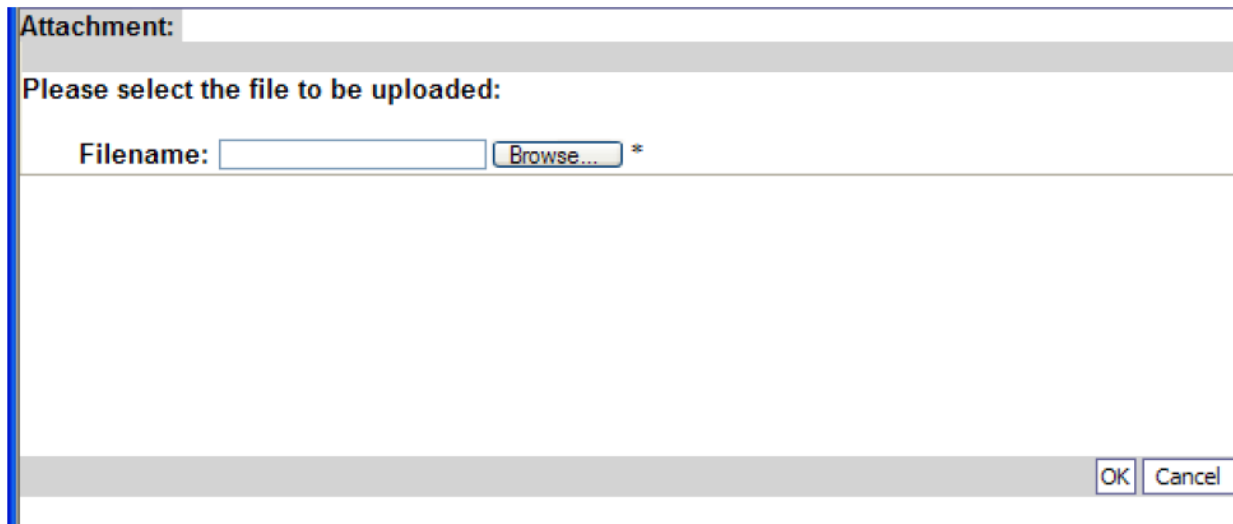 Attachment:
Please select the file to be uploaded:
Filename: Browse... *
OK Cancel